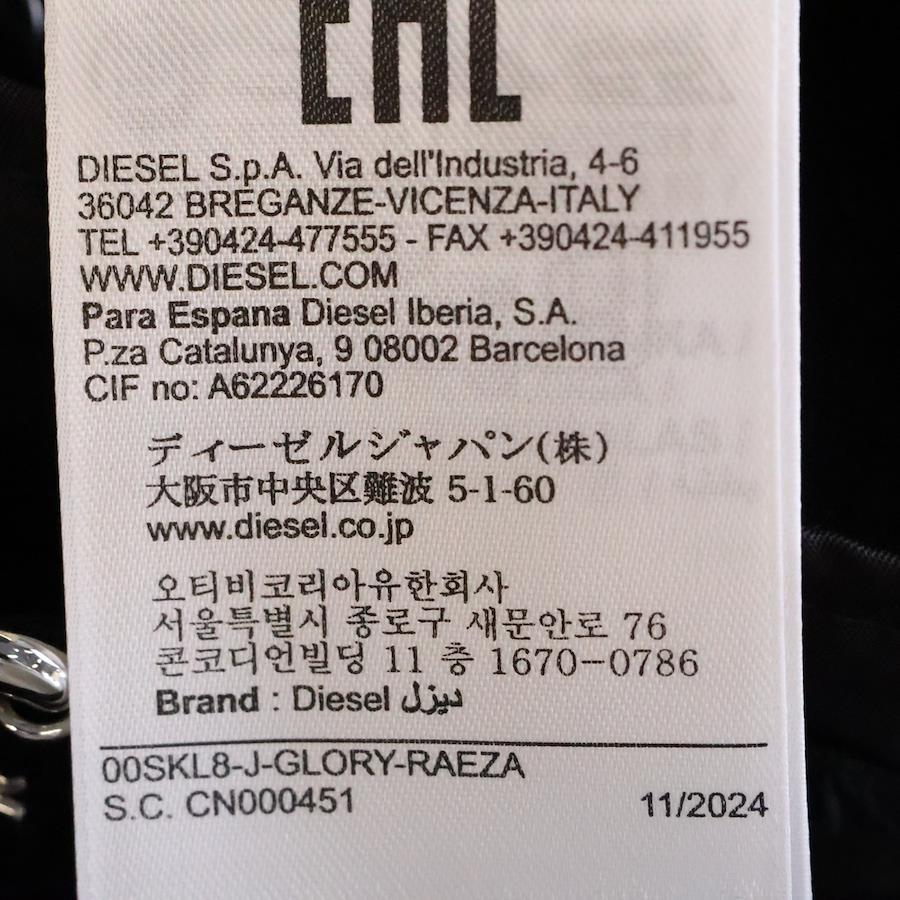 EAC
DIESEL S.p.A. Via dell'Industria, 4-6
36042 BREGANZE-VICENZA-ITALY
TEL +390424-477555 - FAX +390424-411955
WWW.DIESEL.COM
Para Espana Diesel Iberia, S.A.
P.za Catalunya, 9 08002 Barcelona
CIF no: A62226170
ディーゼルジャパン(株)
大阪市中央区難波 5-1-60
www.diesel.co.jp
오티비코리아유한회사
서울특별시 종로구 새문안로 76
콘코디언빌딩 11 층 1670-0786
Brand : Diesel ديزل
00SKL8-J-GLORY-RAEZA
S.C. CN000451 11/2024